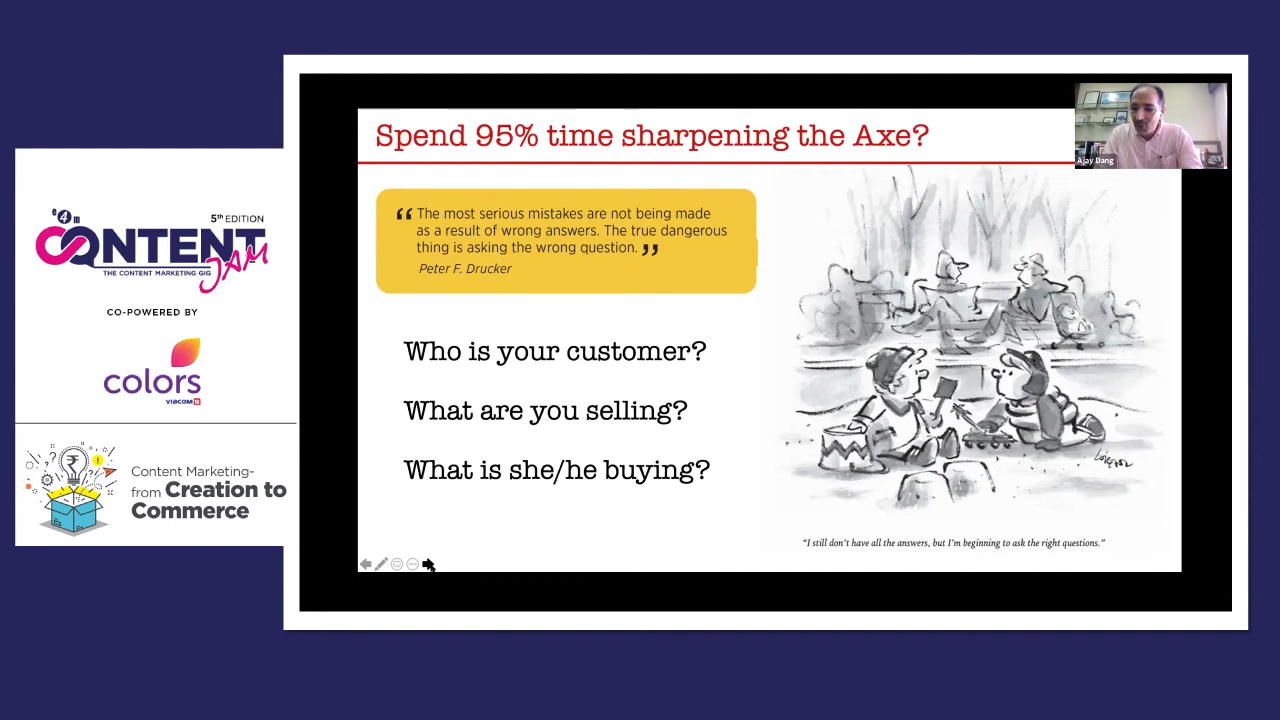 e4m
5th EDITION
CONTENT
JAM
THE CONTENT MARKETING GIG
CO-POWERED BY
colors
VIACOM18
Content Marketing-
from Creation to
Commerce
Spend 95% time sharpening the Axe?
“ The most serious mistakes are not being made
as a result of wrong answers. The true dangerous
thing is asking the wrong question. ”
Peter F. Drucker
Who is your customer?
What are you selling?
What is she/he buying?
Ajay Dang
Lorenz
“I still don’t have all the answers, but I’m beginning to ask the right questions.”